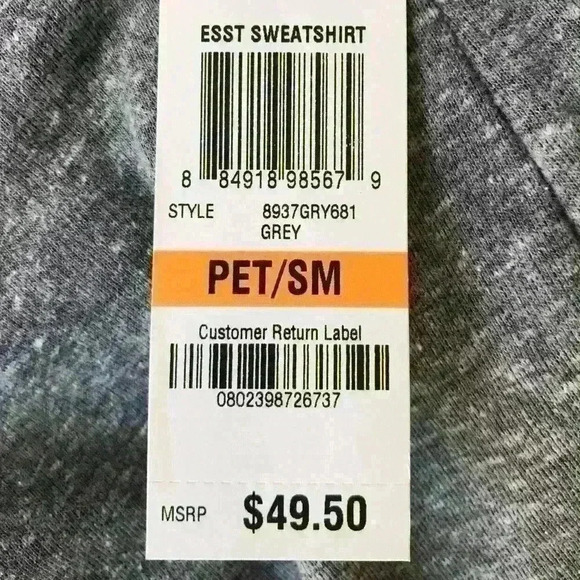 ESST SWEATSHIRT
8 84918 98567 9
STYLE 8937GRY681
GREY
PET/SM
Customer Return Label
0802398726737
MSRP $49.50